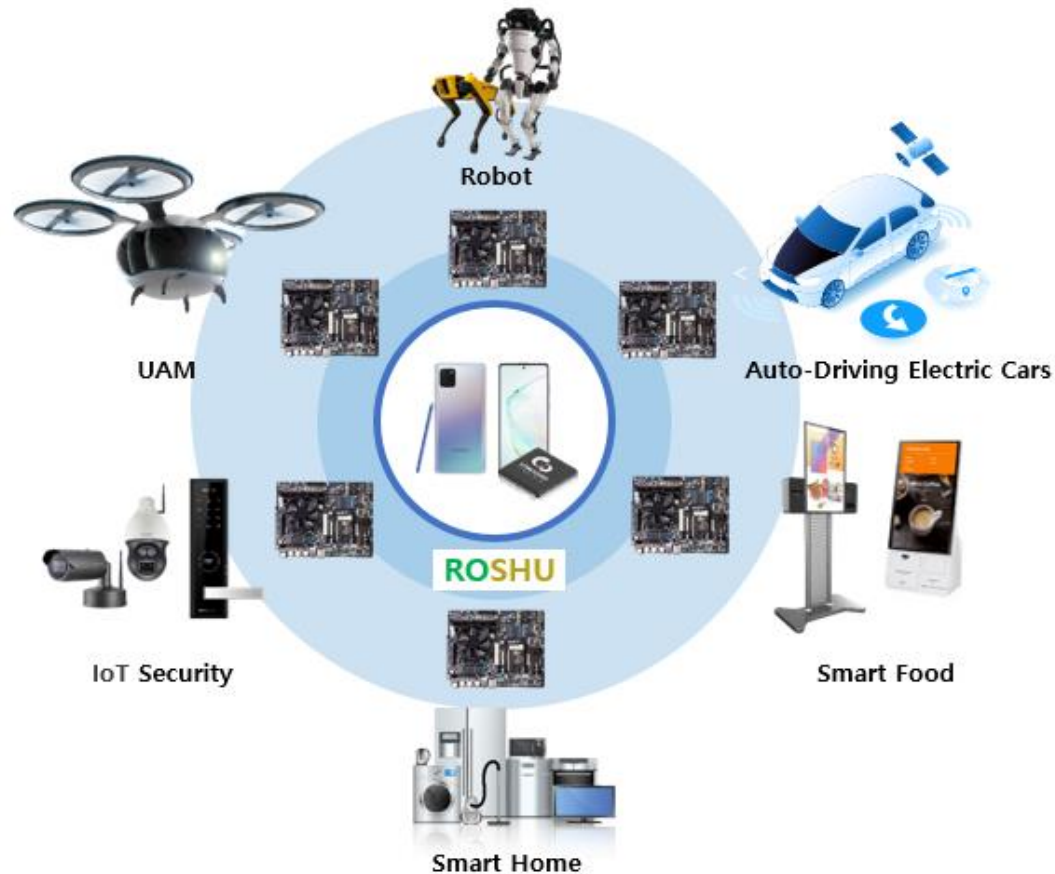 Robot
UAM
Auto-Driving Electric Cars
ROSHU
IoT Security
Smart Food
Smart Home